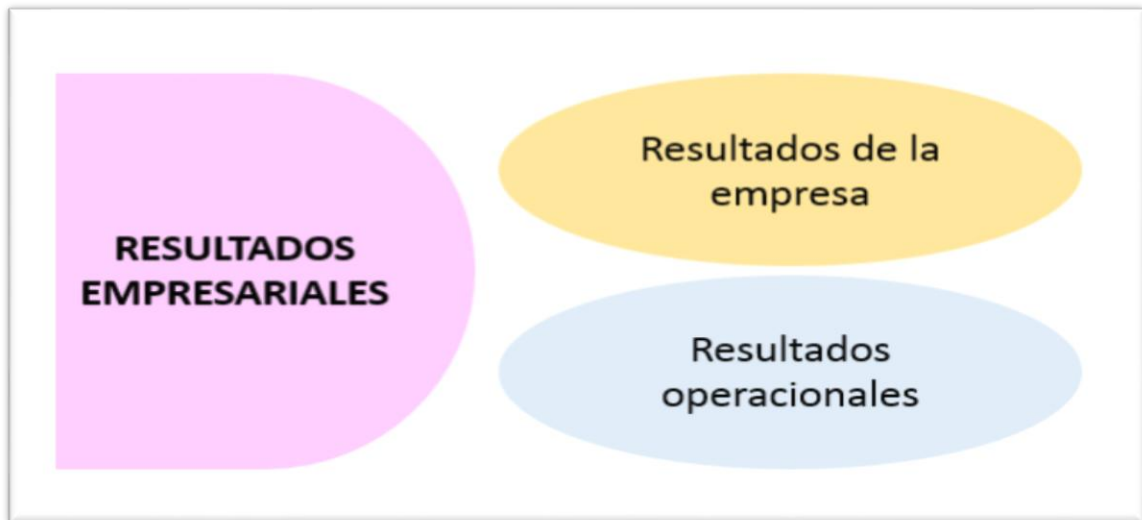 RESULTADOS
EMPRESARIALES
Resultados de la
empresa
Resultados
operacionales